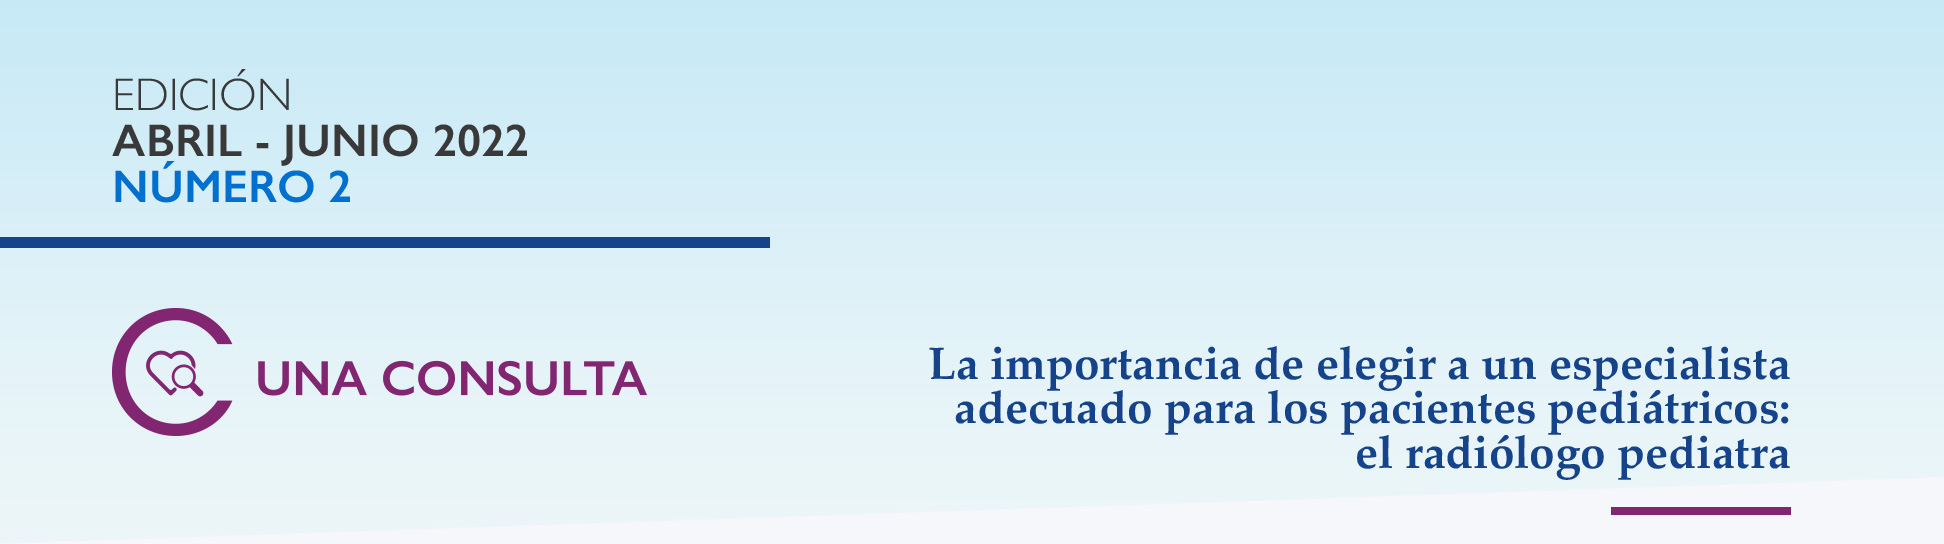 EDICIÓN
ABRIL - JUNIO 2022
NÚMERO 2
UNA CONSULTA
La importancia de elegir a un especialista
adecuado para los pacientes pediátricos:
el radiólogo pediatra